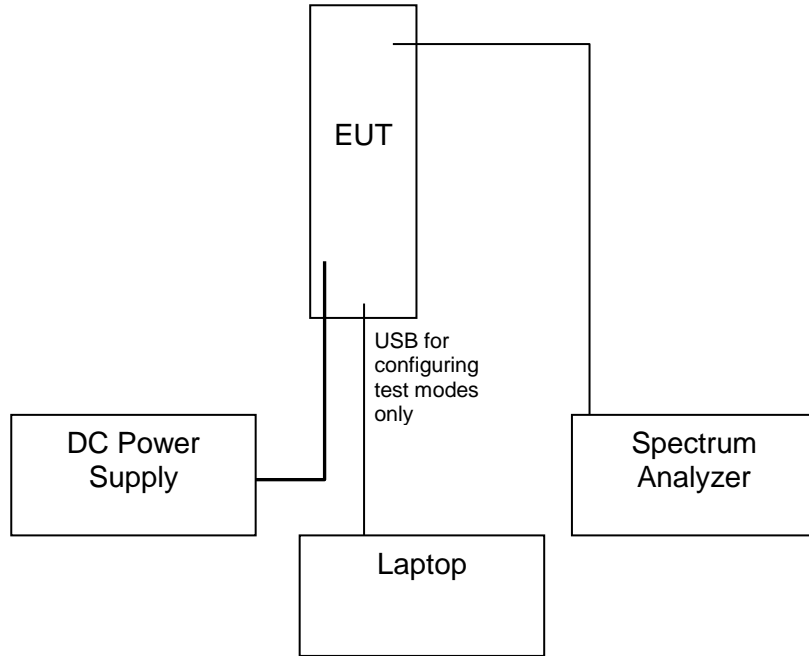 EUT
USB for
configuring
test modes
only
DC Power
Supply
Spectrum
Analyzer
Laptop